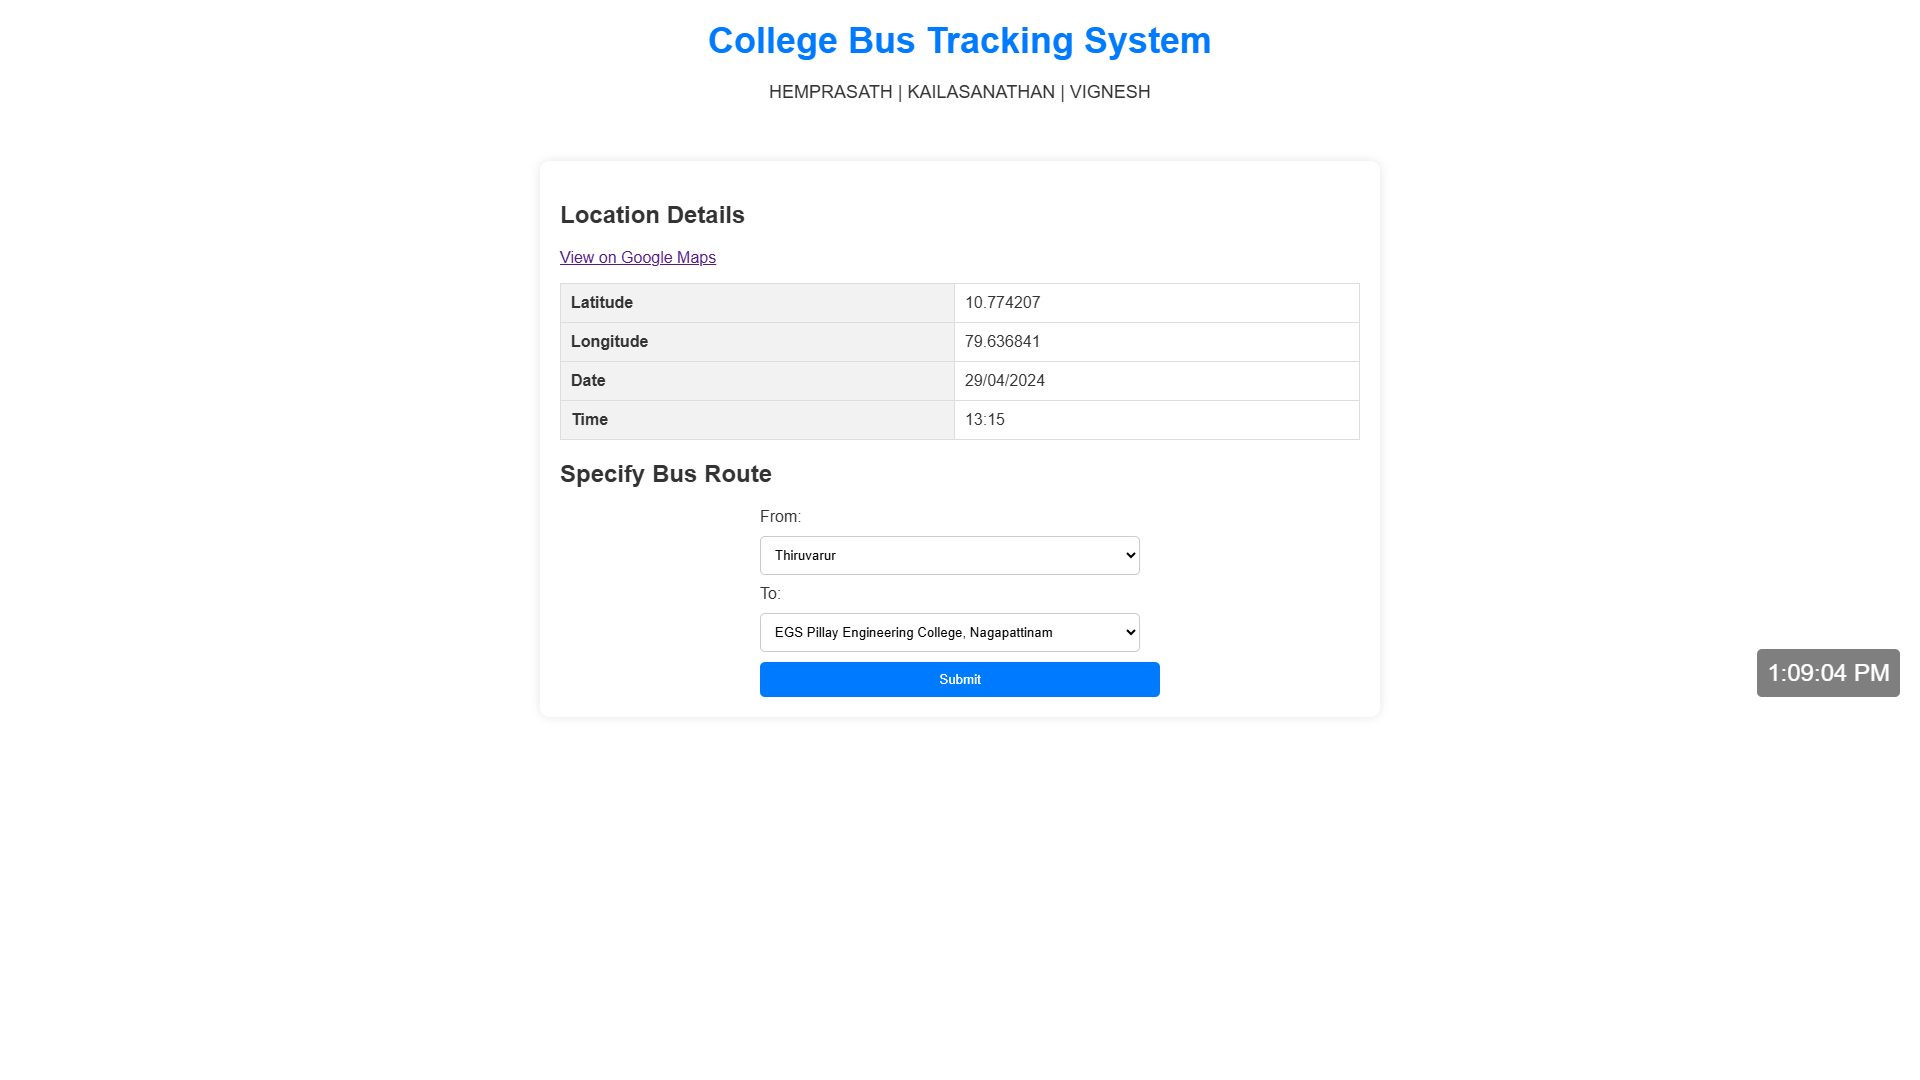 College Bus Tracking System
HEMPRASATH | KAILASANATHAN | VIGNESH
Location Details
View on Google Maps
Latitude 10.774207
Longitude 79.636841
Date 29/04/2024
Time 13:15
Specify Bus Route
From:
Thiruvarur
To:
EGS Pillay Engineering College, Nagapattinam
Submit
1:09:04 PM